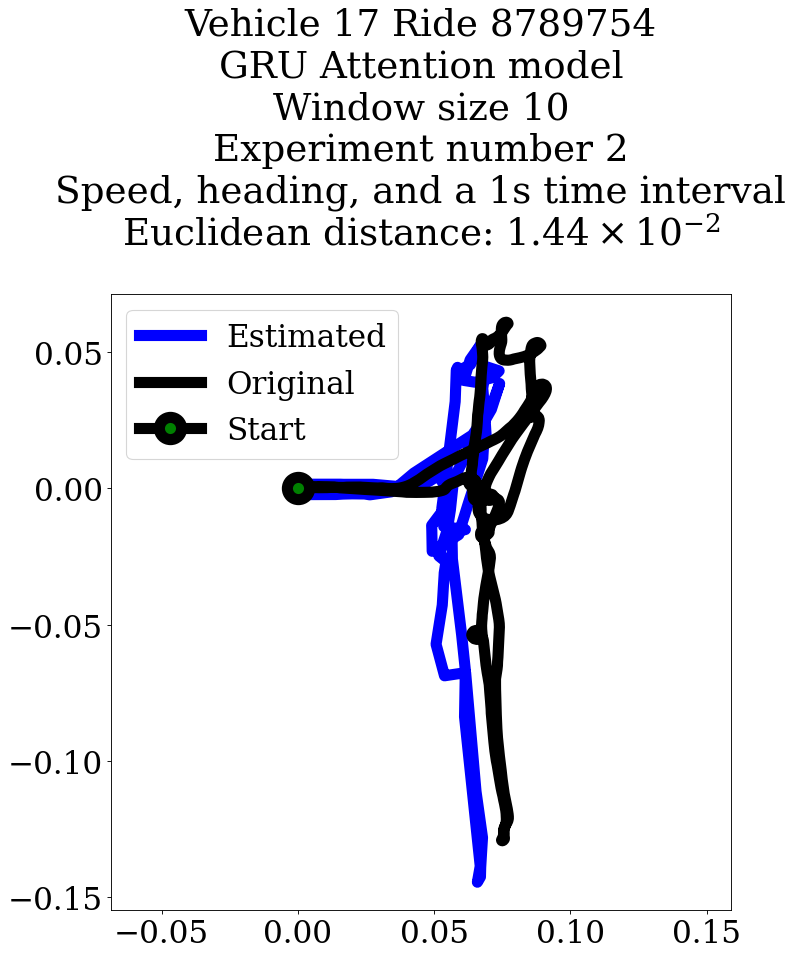 Vehicle 17 Ride 8789754
GRU Attention model
Window size 10
Experiment number 2
Speed, heading, and a 1s time interval
Euclidean distance: 1.44 × 10⁻²
Estimated
Original
Start
0.05
0.00
−0.05
−0.10
−0.15
−0.05 0.00 0.05 0.10 0.15